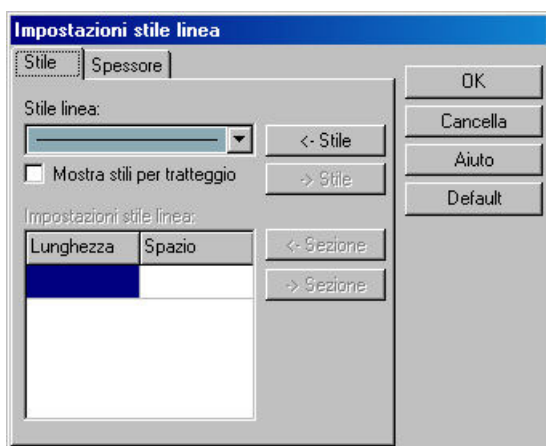 Impostazioni stile linea
Stile
Spessore
Stile linea:
<- Stile
Mostra stili per tratteggio
-> Stile
Impostazioni stile linea:
Lunghezza
Spazio
<- Sezione
-> Sezione
OK
Cancella
Aiuto
Default